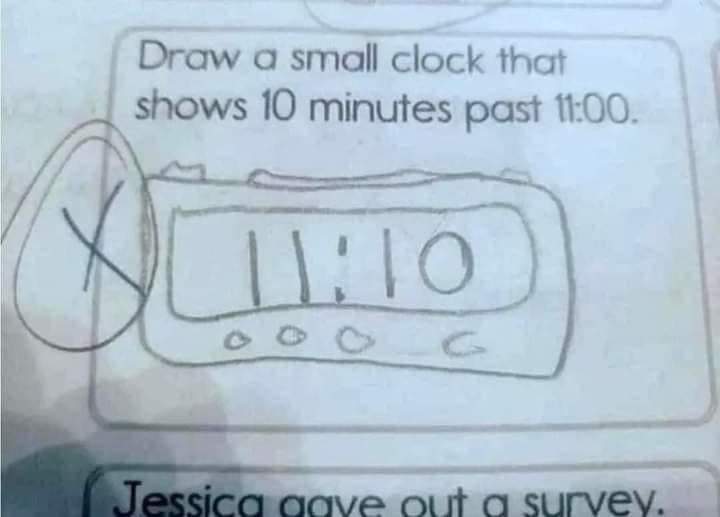 Draw a small clock that
shows 10 minutes past 11:00.
11:10
Jessica gave out a survey.